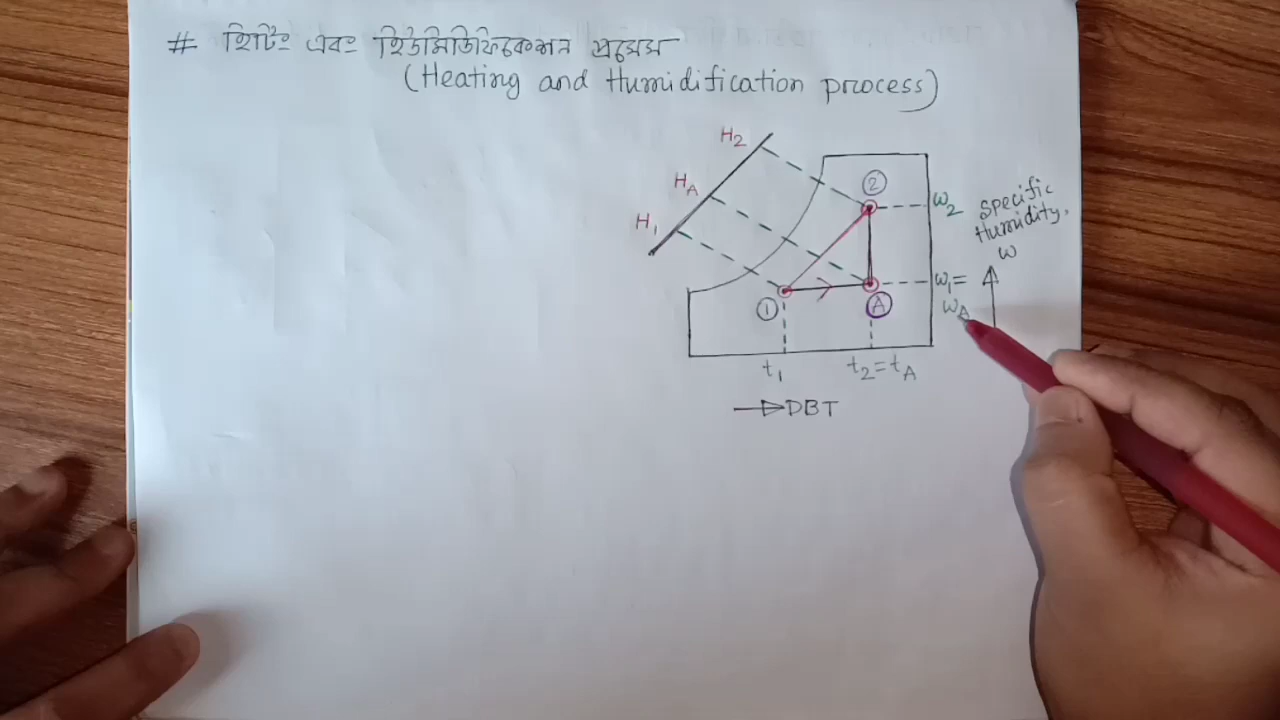 # হিটিং এবং হিউমিডিফিকেশন প্রসেস
(Heating and Humidification process)
H2
HA
H1
2
ω2
specific
Humidity,
ω
1
A
ω1=
ωA
t1
t2=tA
DBT